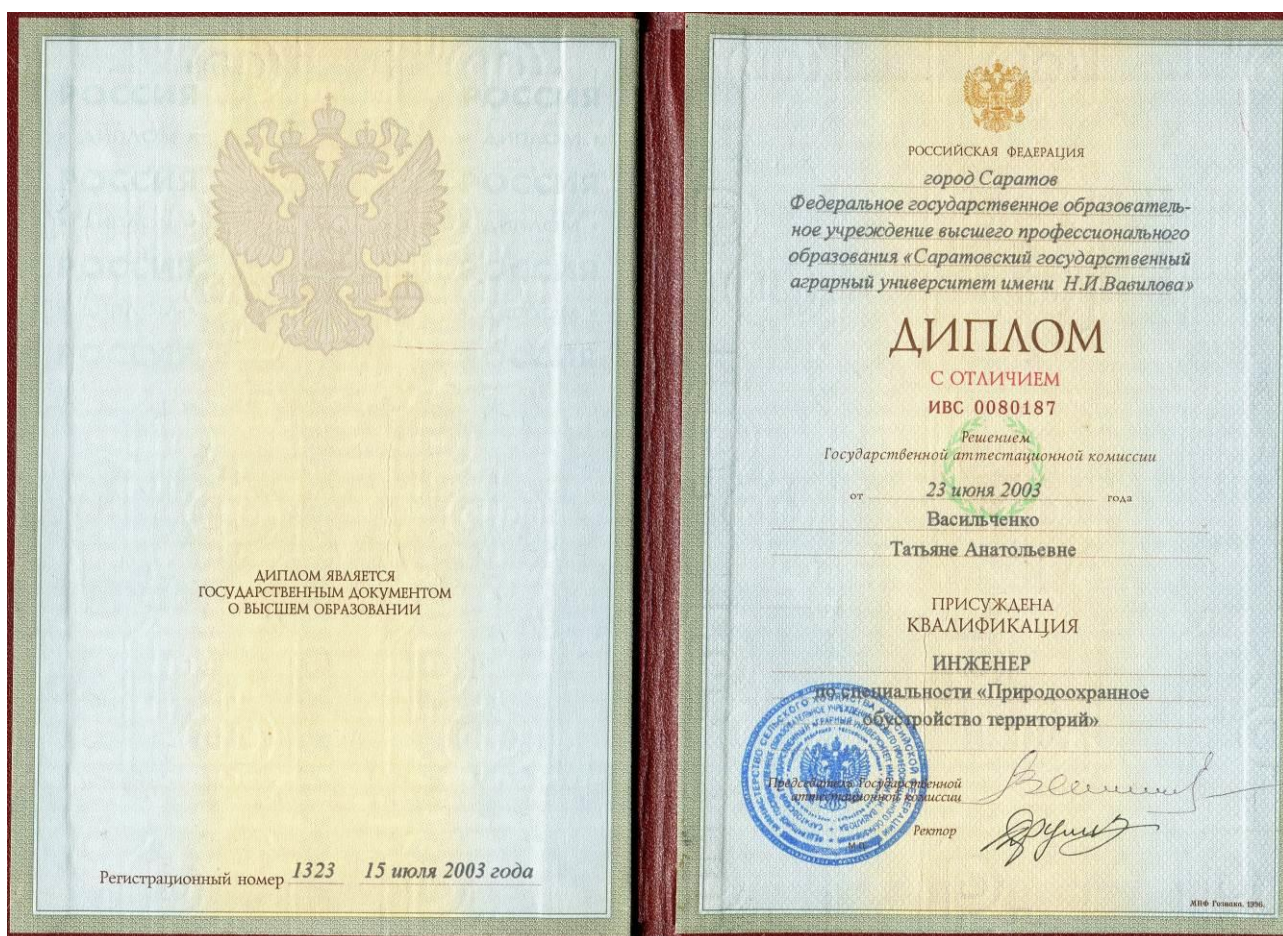 ДИПЛОМ ЯВЛЯЕТСЯ
ГОСУДАРСТВЕННЫМ ДОКУМЕНТОМ
О ВЫСШЕМ ОБРАЗОВАНИИ
Регистрационный номер 1323 15 июля 2003 года
РОССИЙСКАЯ ФЕДЕРАЦИЯ
город Саратов
Федеральное государственное образователь-
ное учреждение высшего профессионального
образования «Саратовский государственный
аграрный университет имени Н.И.Вавилова»
ДИПЛОМ
С ОТЛИЧИЕМ
ИВС 0080187
Решением
Государственной аттестационной комиссии
от 23 июня 2003 года
Васильченко
Татьяне Анатольевне
ПРИСУЖДЕНА
КВАЛИФИКАЦИЯ
ИНЖЕНЕР
по специальности «Природоохранное
обустройство территорий»
Председатель Государственной
аттестационной комиссии
Ректор
М.П.
МПФ Гознака. 1996.